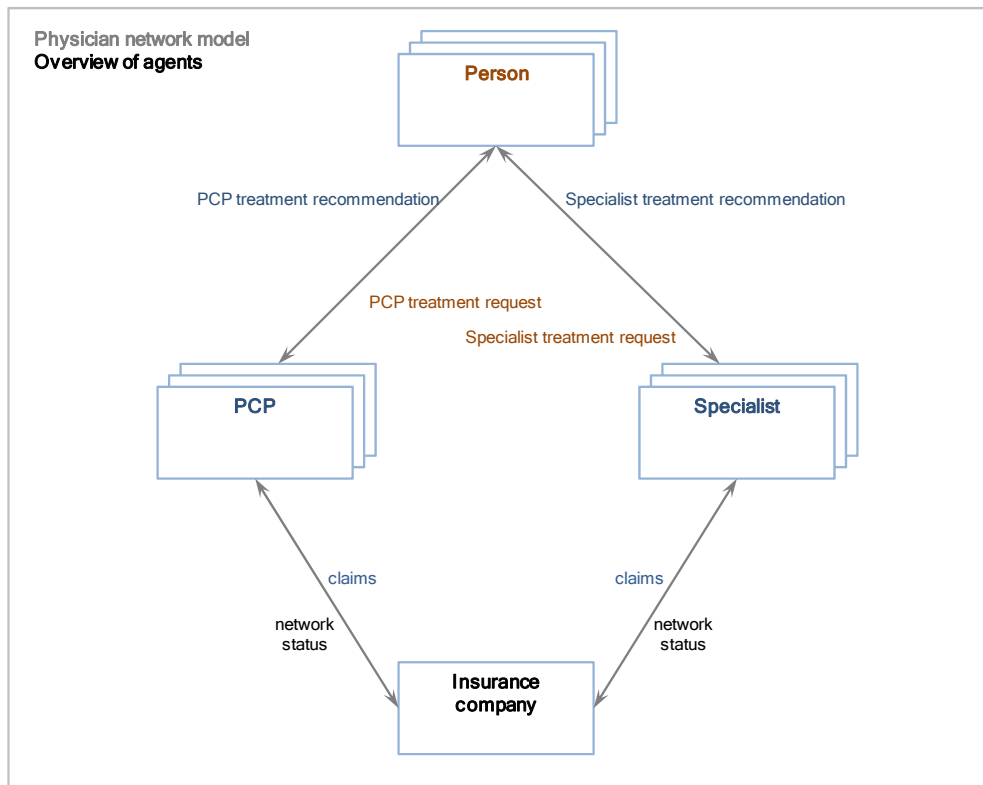 Physician network model
Overview of agents
Person
PCP treatment recommendation
Specialist treatment recommendation
PCP treatment request
Specialist treatment request
PCP
Specialist
claims
claims
network
status
network
status
Insurance
company